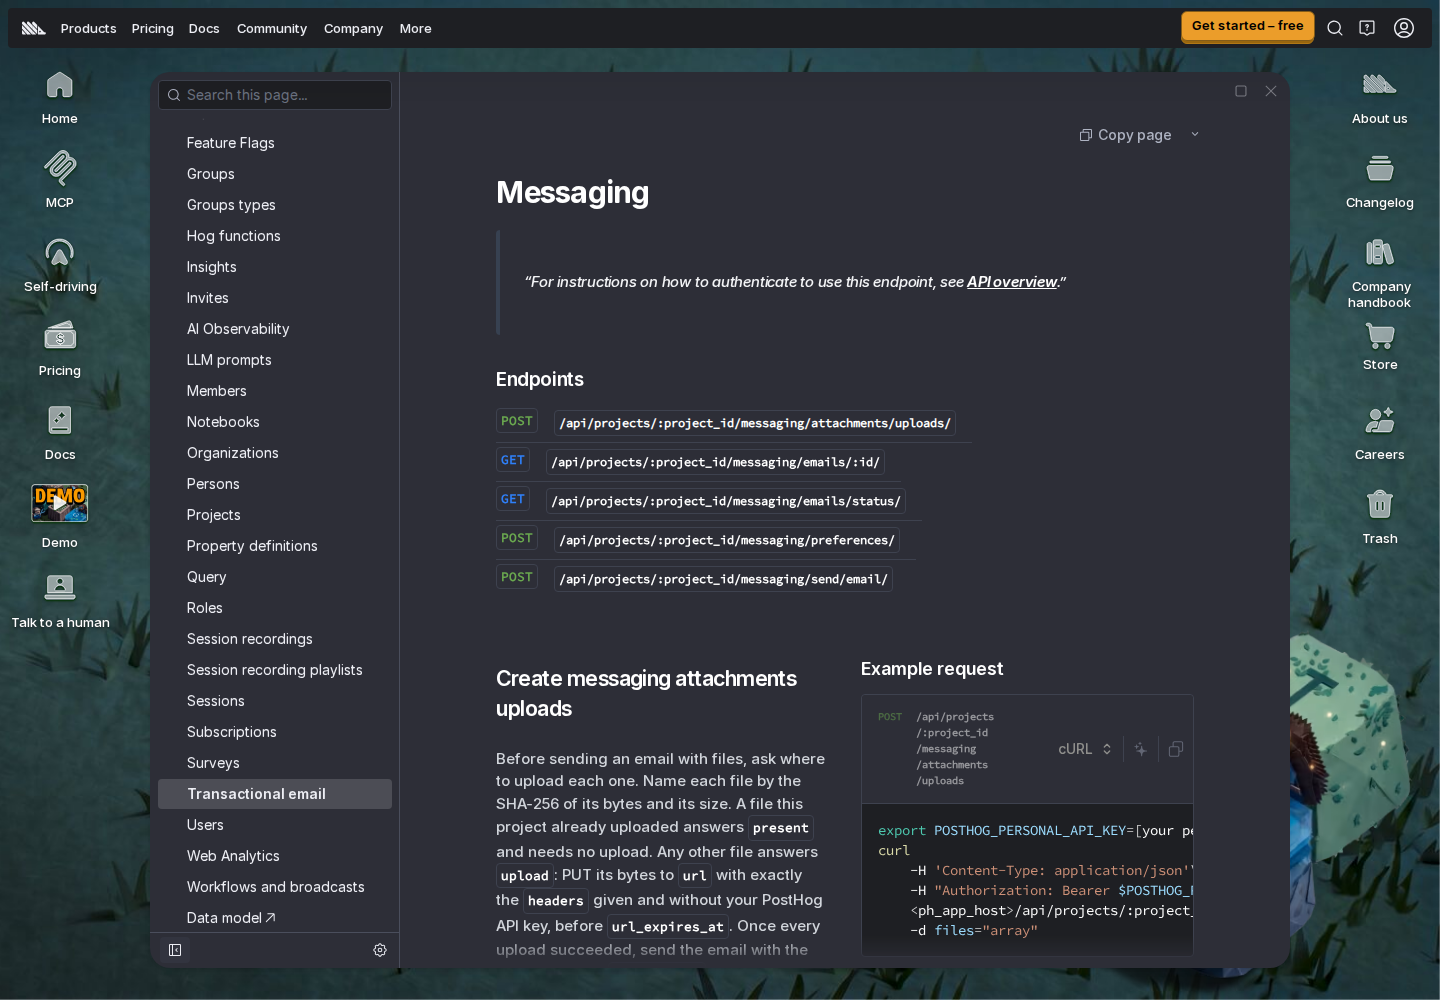 Products Pricing Docs Community Company More
Get started – free
Home
MCP
Self-driving
Pricing
Docs
DEMO
Demo
Talk to a human
Search this page...
Feature Flags
Groups
Groups types
Hog functions
Insights
Invites
AI Observability
LLM prompts
Members
Notebooks
Organizations
Persons
Projects
Property definitions
Query
Roles
Session recordings
Session recording playlists
Sessions
Subscriptions
Surveys
Transactional email
Users
Web Analytics
Workflows and broadcasts
Data model
Copy page
Messaging
“For instructions on how to authenticate to use this endpoint, see API overview.”
Endpoints
POST /api/projects/:project_id/messaging/attachments/uploads/
GET /api/projects/:project_id/messaging/emails/:id/
GET /api/projects/:project_id/messaging/emails/status/
POST /api/projects/:project_id/messaging/preferences/
POST /api/projects/:project_id/messaging/send/email/
Create messaging attachments
uploads
Before sending an email with files, ask where
to upload each one. Name each file by the
SHA-256 of its bytes and its size. A file this
project already uploaded answers present
and needs no upload. Any other file answers
upload: PUT its bytes to url with exactly
the headers given and without your PostHog
API key, before url_expires_at. Once every
upload succeeded, send the email with the
Example request
POST /api/projects
/:project_id
/messaging
/attachments
/uploads
cURL
export POSTHOG_PERSONAL_API_KEY=[your pe
curl
-H 'Content-Type: application/json'\
-H "Authorization: Bearer $POSTHOG_P
<ph_app_host>/api/projects/:project_
-d files="array"
About us
Changelog
Company
handbook
Store
Careers
Trash